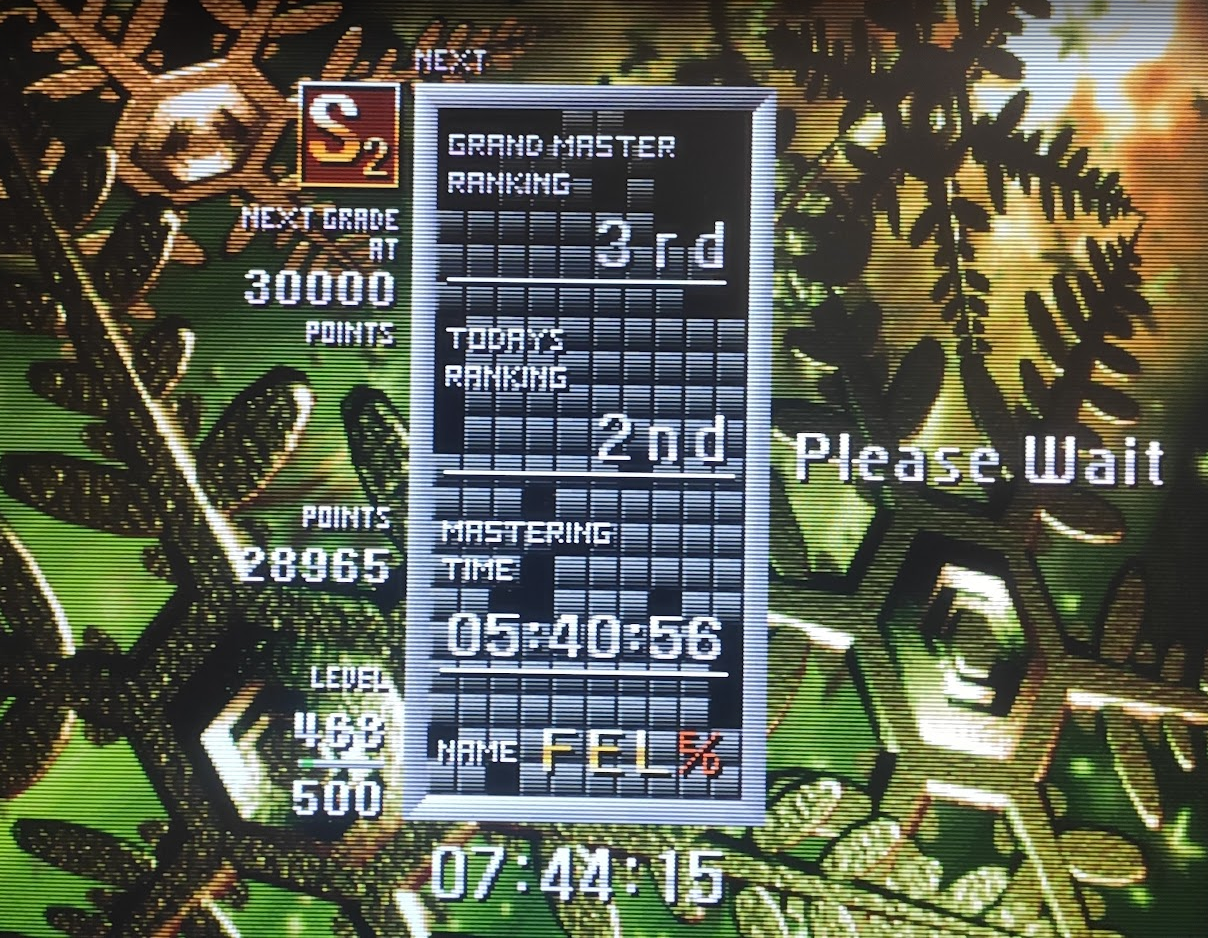 NEXT
S2
NEXT GRADE
AT
30000
POINTS
POINTS
28965
LEVEL
468
500
GRAND MASTER
RANKING
3rd
TODAYS
RANKING
2nd
MASTERING
TIME
05:40:56
NAME FEL
07:44:15
Please Wait